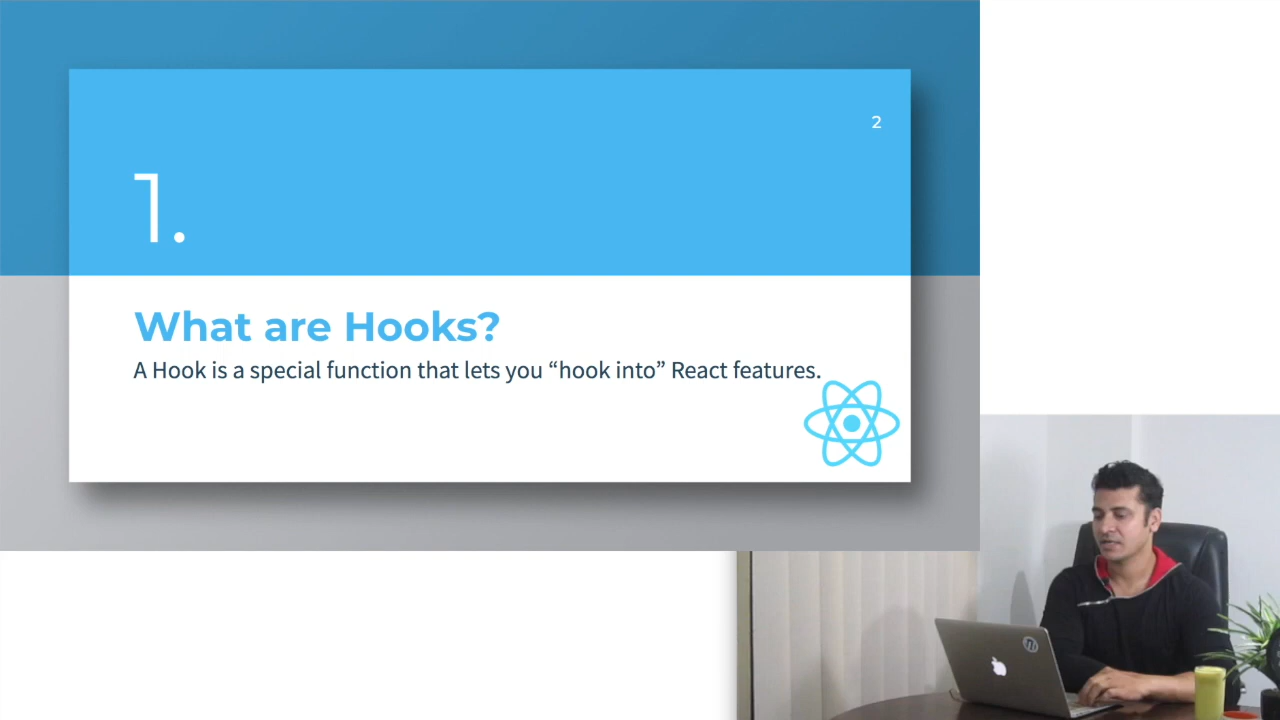 2
1.
What are Hooks?
A Hook is a special function that lets you “hook into” React features.